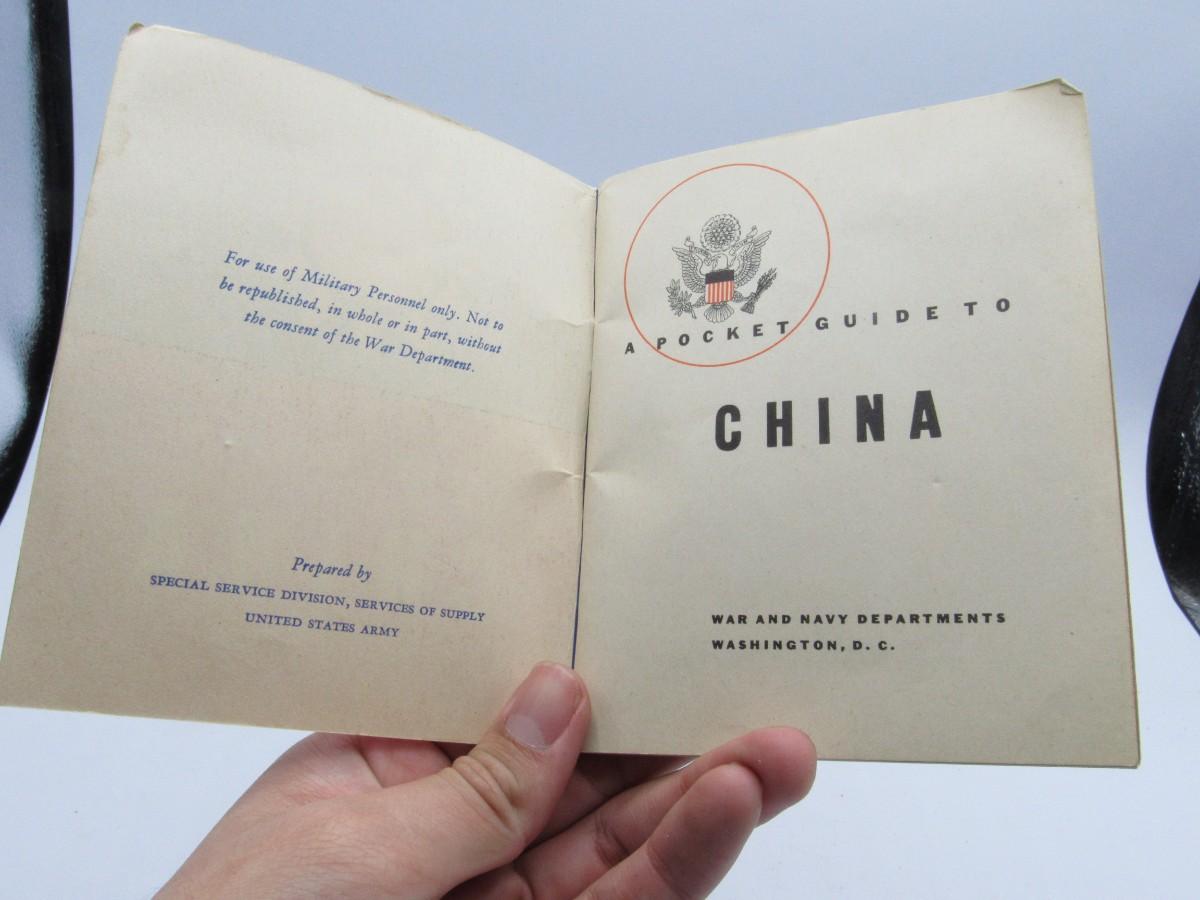 For use of Military Personnel only. Not to
be republished, in whole or in part, without
the consent of the War Department.
Prepared by
SPECIAL SERVICE DIVISION, SERVICES OF SUPPLY
UNITED STATES ARMY
A POCKET GUIDE TO
CHINA
WAR AND NAVY DEPARTMENTS
WASHINGTON, D. C.